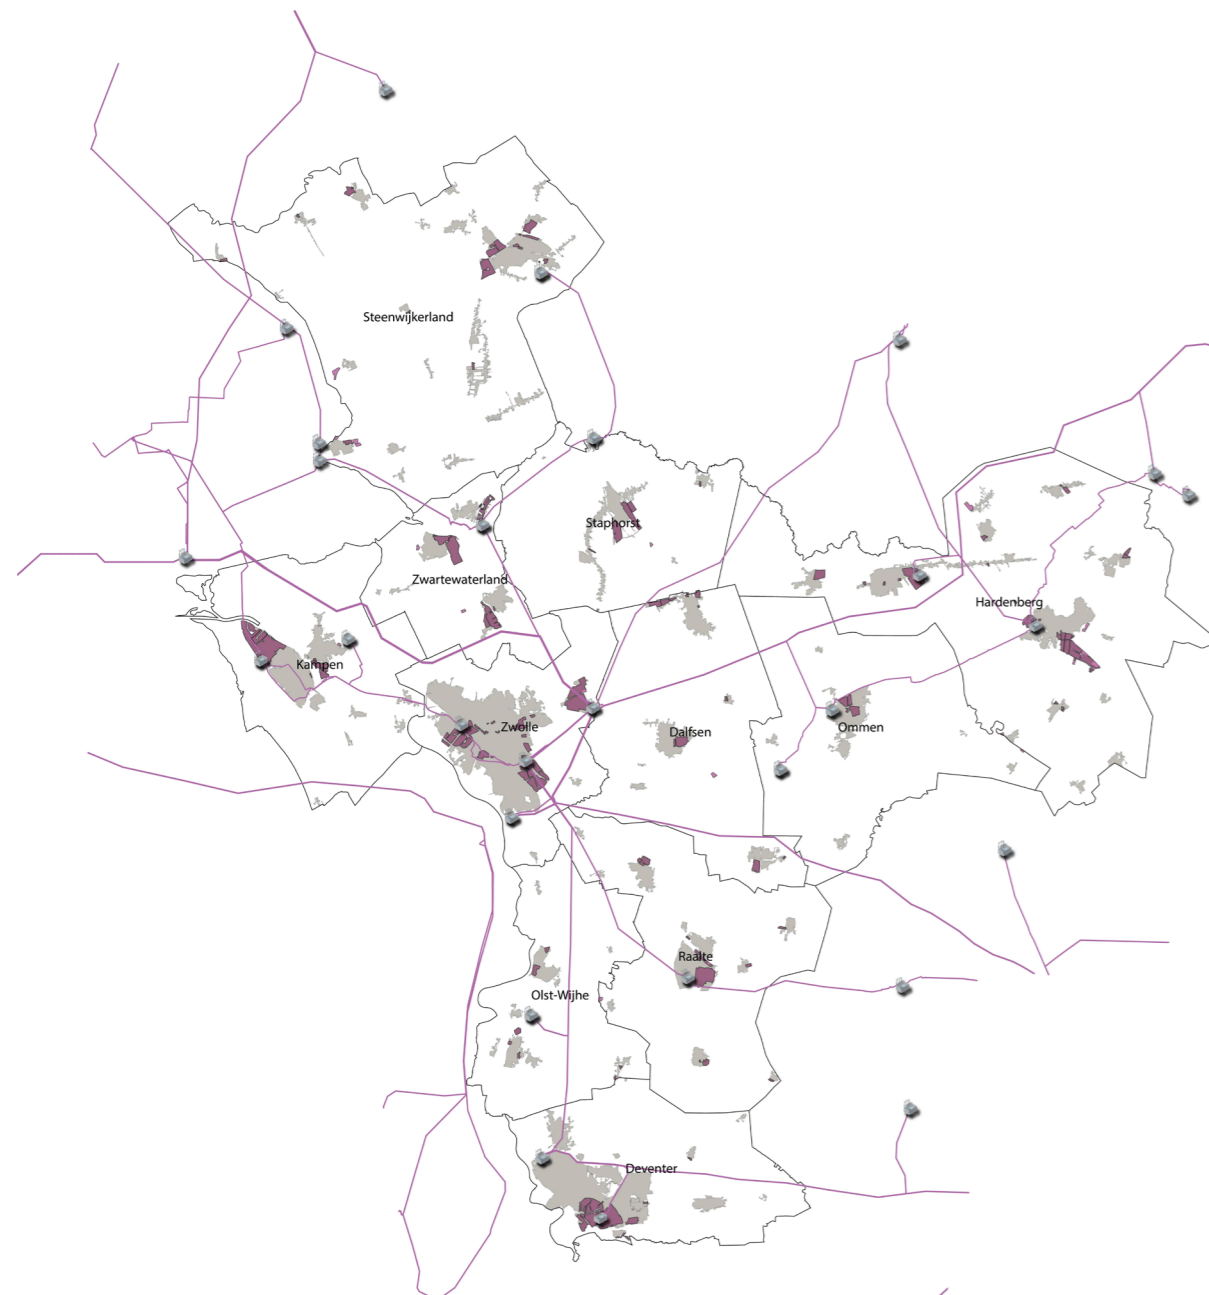 Steenwijkerland
Staphorst
Zwartewaterland
Hardenberg
Kampen
Zwolle
Dalfsen
Ommen
Raalte
Olst-Wijhe
Deventer